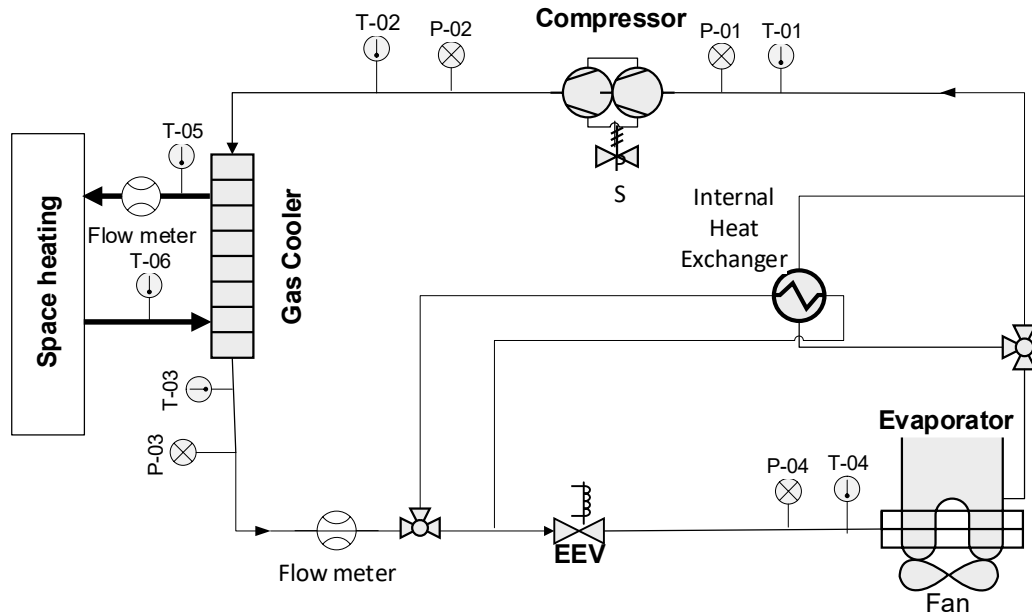 Compressor
T-02
P-02
P-01
T-01
T-05
Flow meter
T-06
Space heating
Gas Cooler
S
Internal
Heat
Exchanger
T-03
P-03
Evaporator
P-04
T-04
EEV
Flow meter
Fan